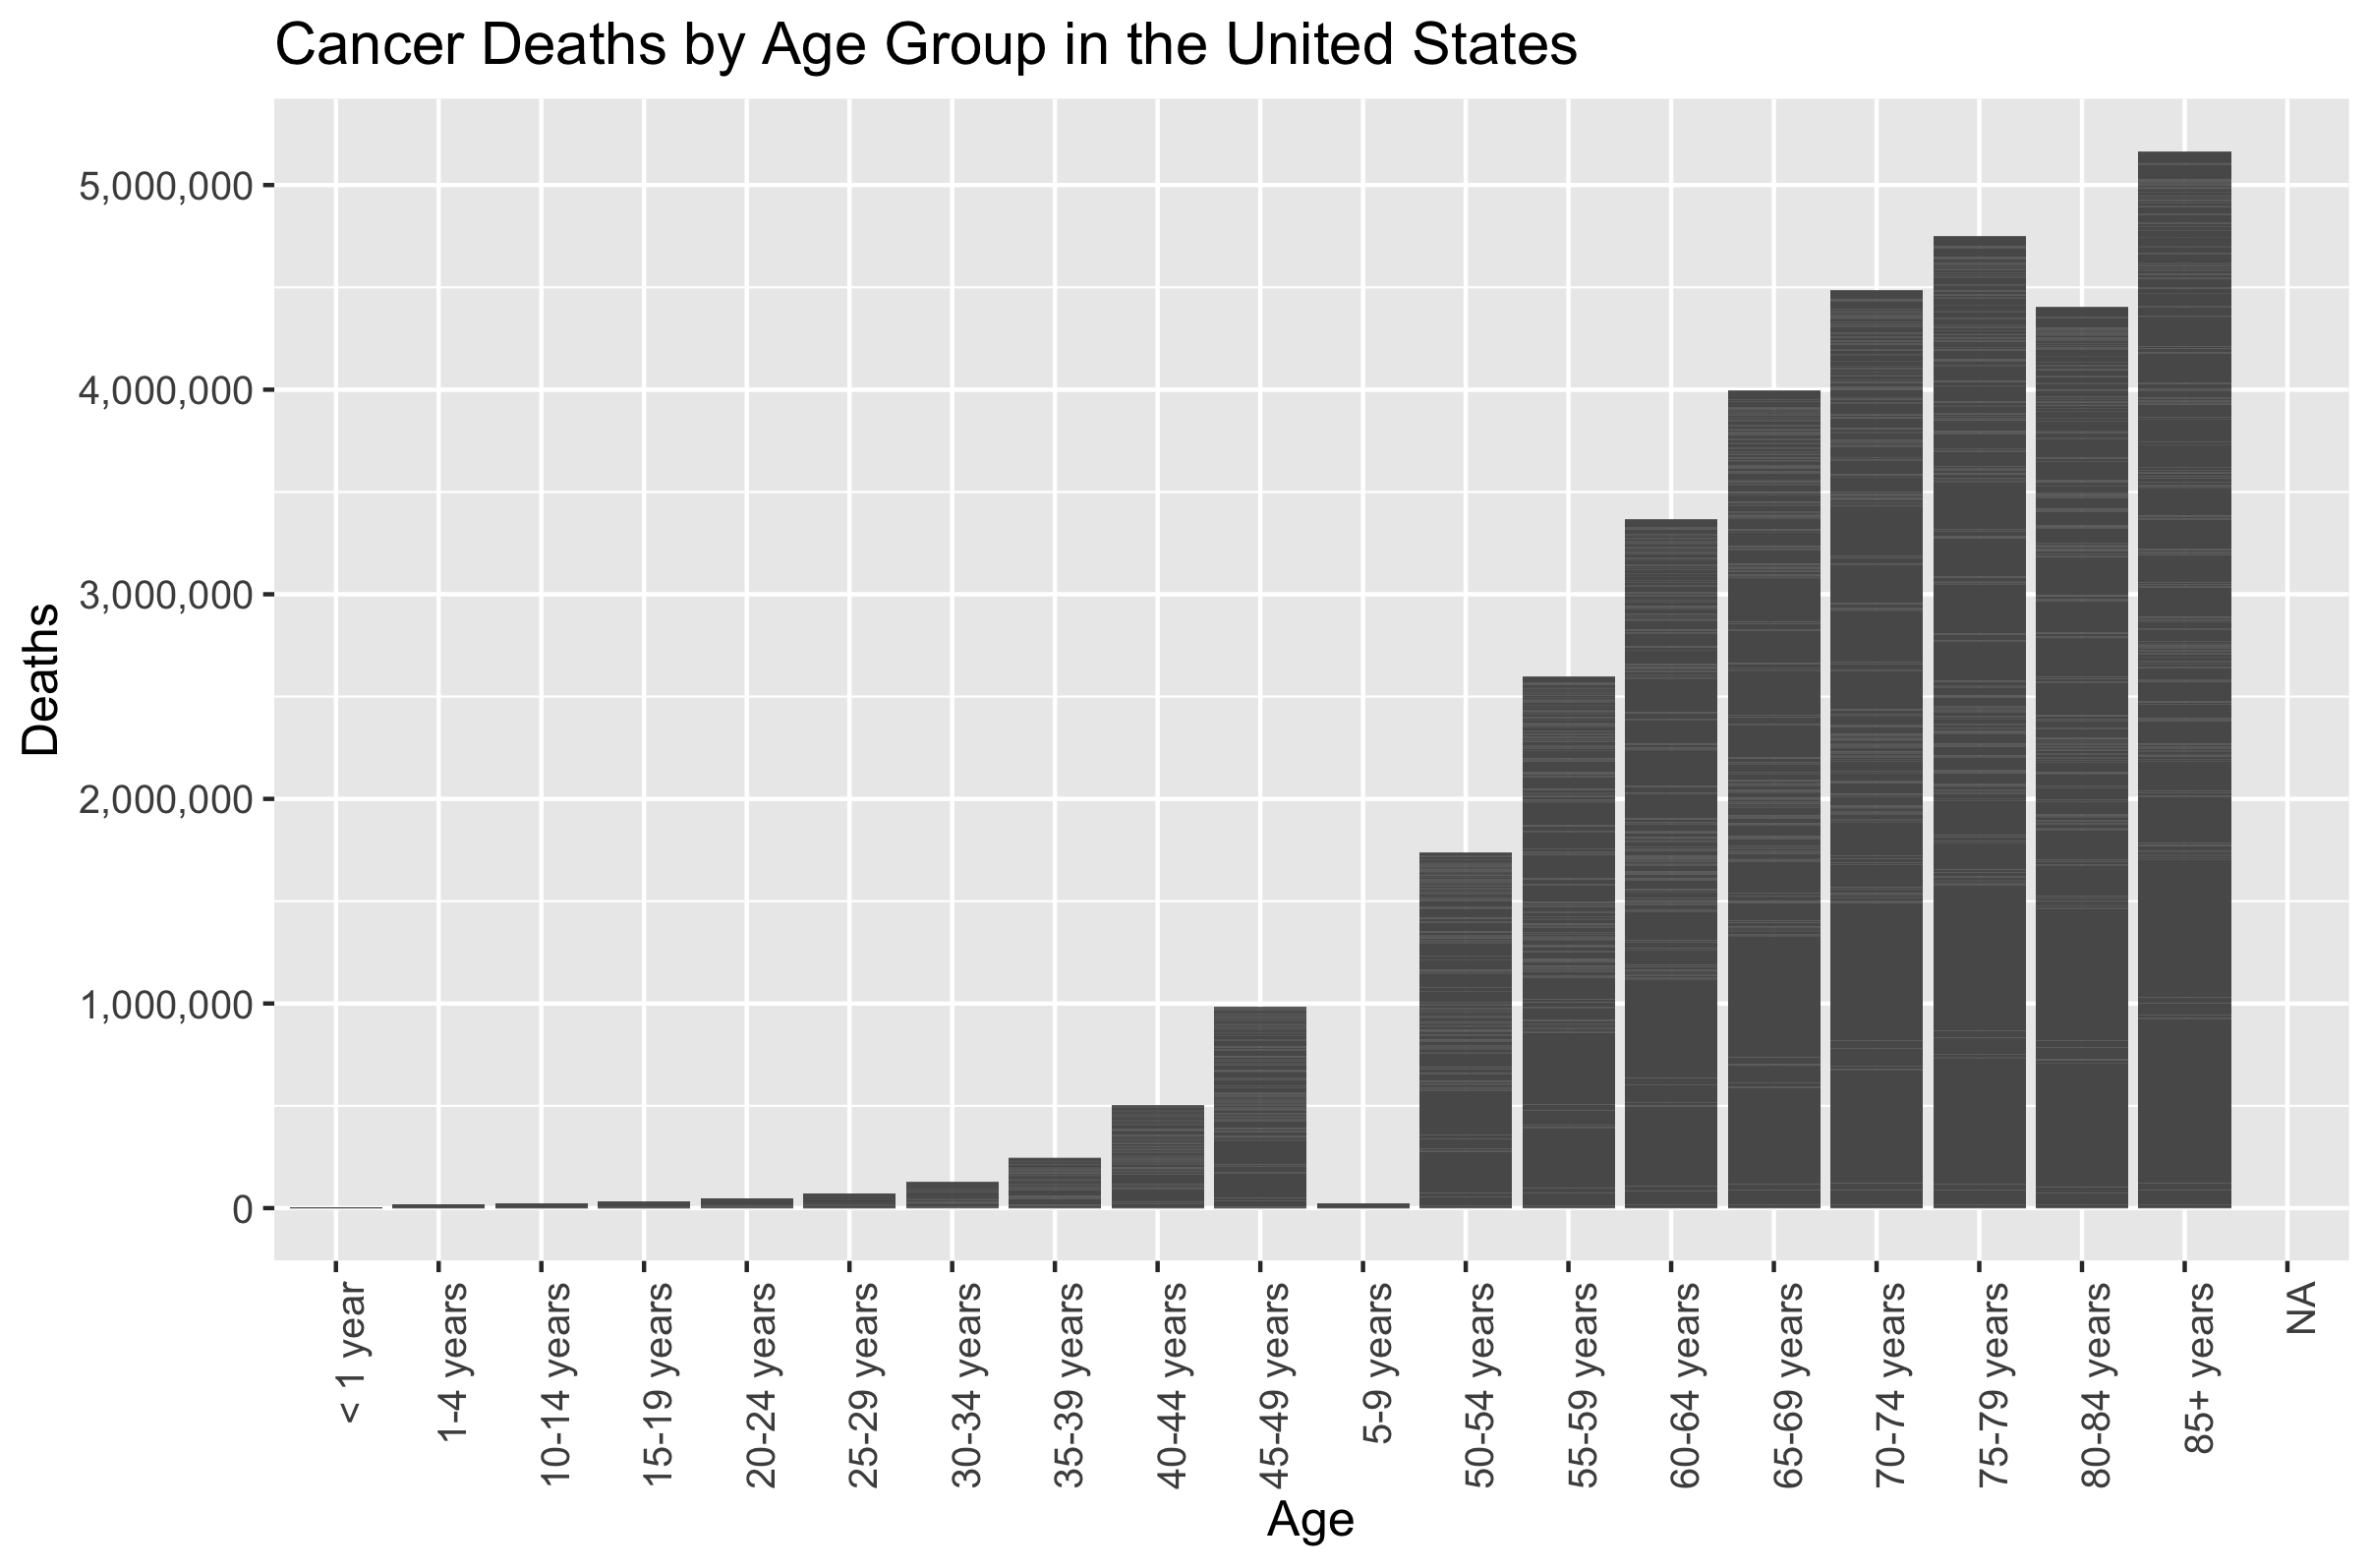 Cancer Deaths by Age Group in the United States
Deaths
5,000,000
4,000,000
3,000,000
2,000,000
1,000,000
0
< 1 year
1-4 years
10-14 years
15-19 years
20-24 years
25-29 years
30-34 years
35-39 years
40-44 years
45-49 years
5-9 years
50-54 years
55-59 years
60-64 years
65-69 years
70-74 years
75-79 years
80-84 years
85+ years
NA
Age